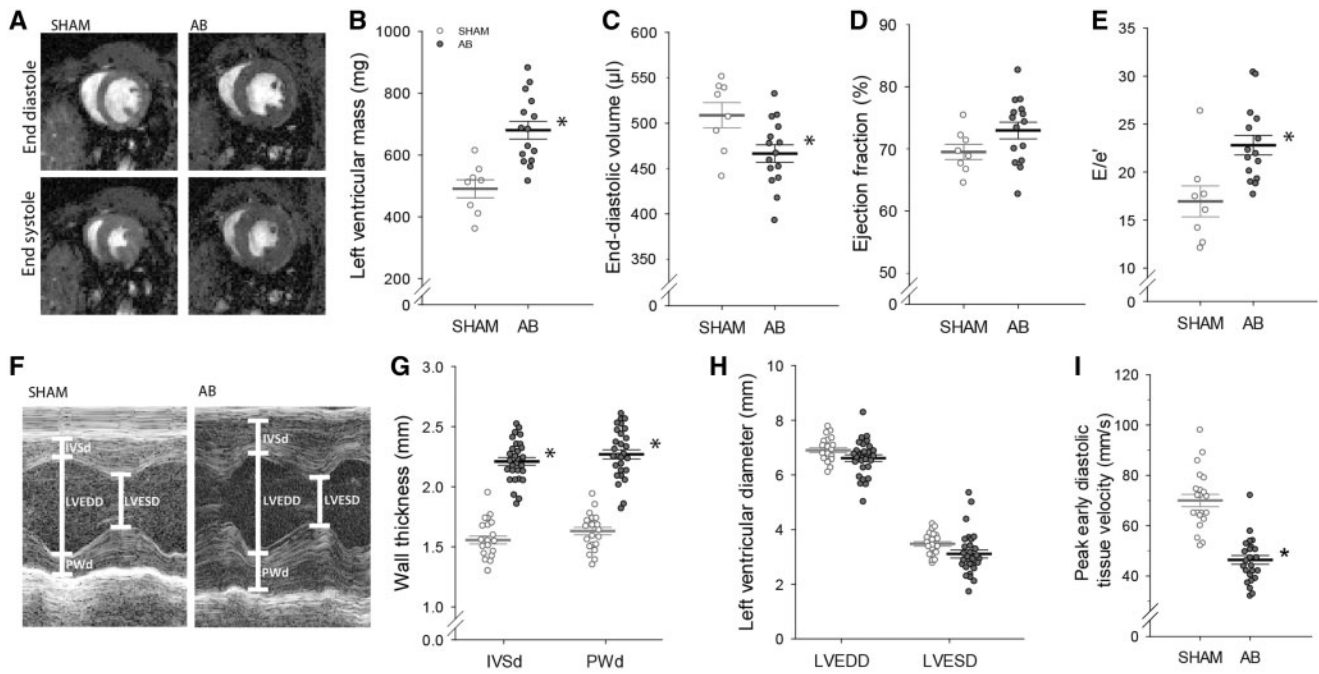 A
SHAM
AB
End diastole
End systole
B
Left ventricular mass (mg)
1000
800
600
400
200
0
SHAM
AB
*
SHAM
AB
C
End-diastolic volume (µl)
600
550
500
450
400
350
0
*
SHAM
AB
D
Ejection fraction (%)
90
80
70
60
50
0
SHAM
AB
E
E/e'
35
30
25
20
15
10
0
*
SHAM
AB
F
SHAM
AB
IVSd
LVEDD
LVESD
PWd
IVSd
LVEDD
LVESD
PWd
G
Wall thickness (mm)
3.0
2.5
2.0
1.5
1.0
0.0
*
*
IVSd
PWd
H
Left ventricular diameter (mm)
10
8
6
4
2
0
LVEDD
LVESD
I
Peak early diastolic
tissue velocity (mm/s)
120
100
80
60
40
0
*
SHAM
AB